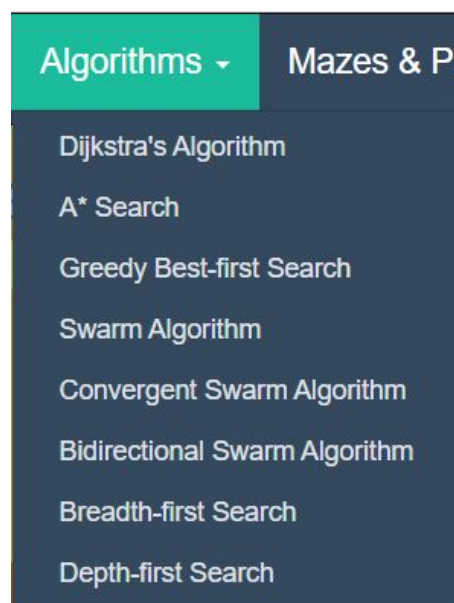 Algorithms
Mazes & P
Dijkstra's Algorithm
A* Search
Greedy Best-first Search
Swarm Algorithm
Convergent Swarm Algorithm
Bidirectional Swarm Algorithm
Breadth-first Search
Depth-first Search